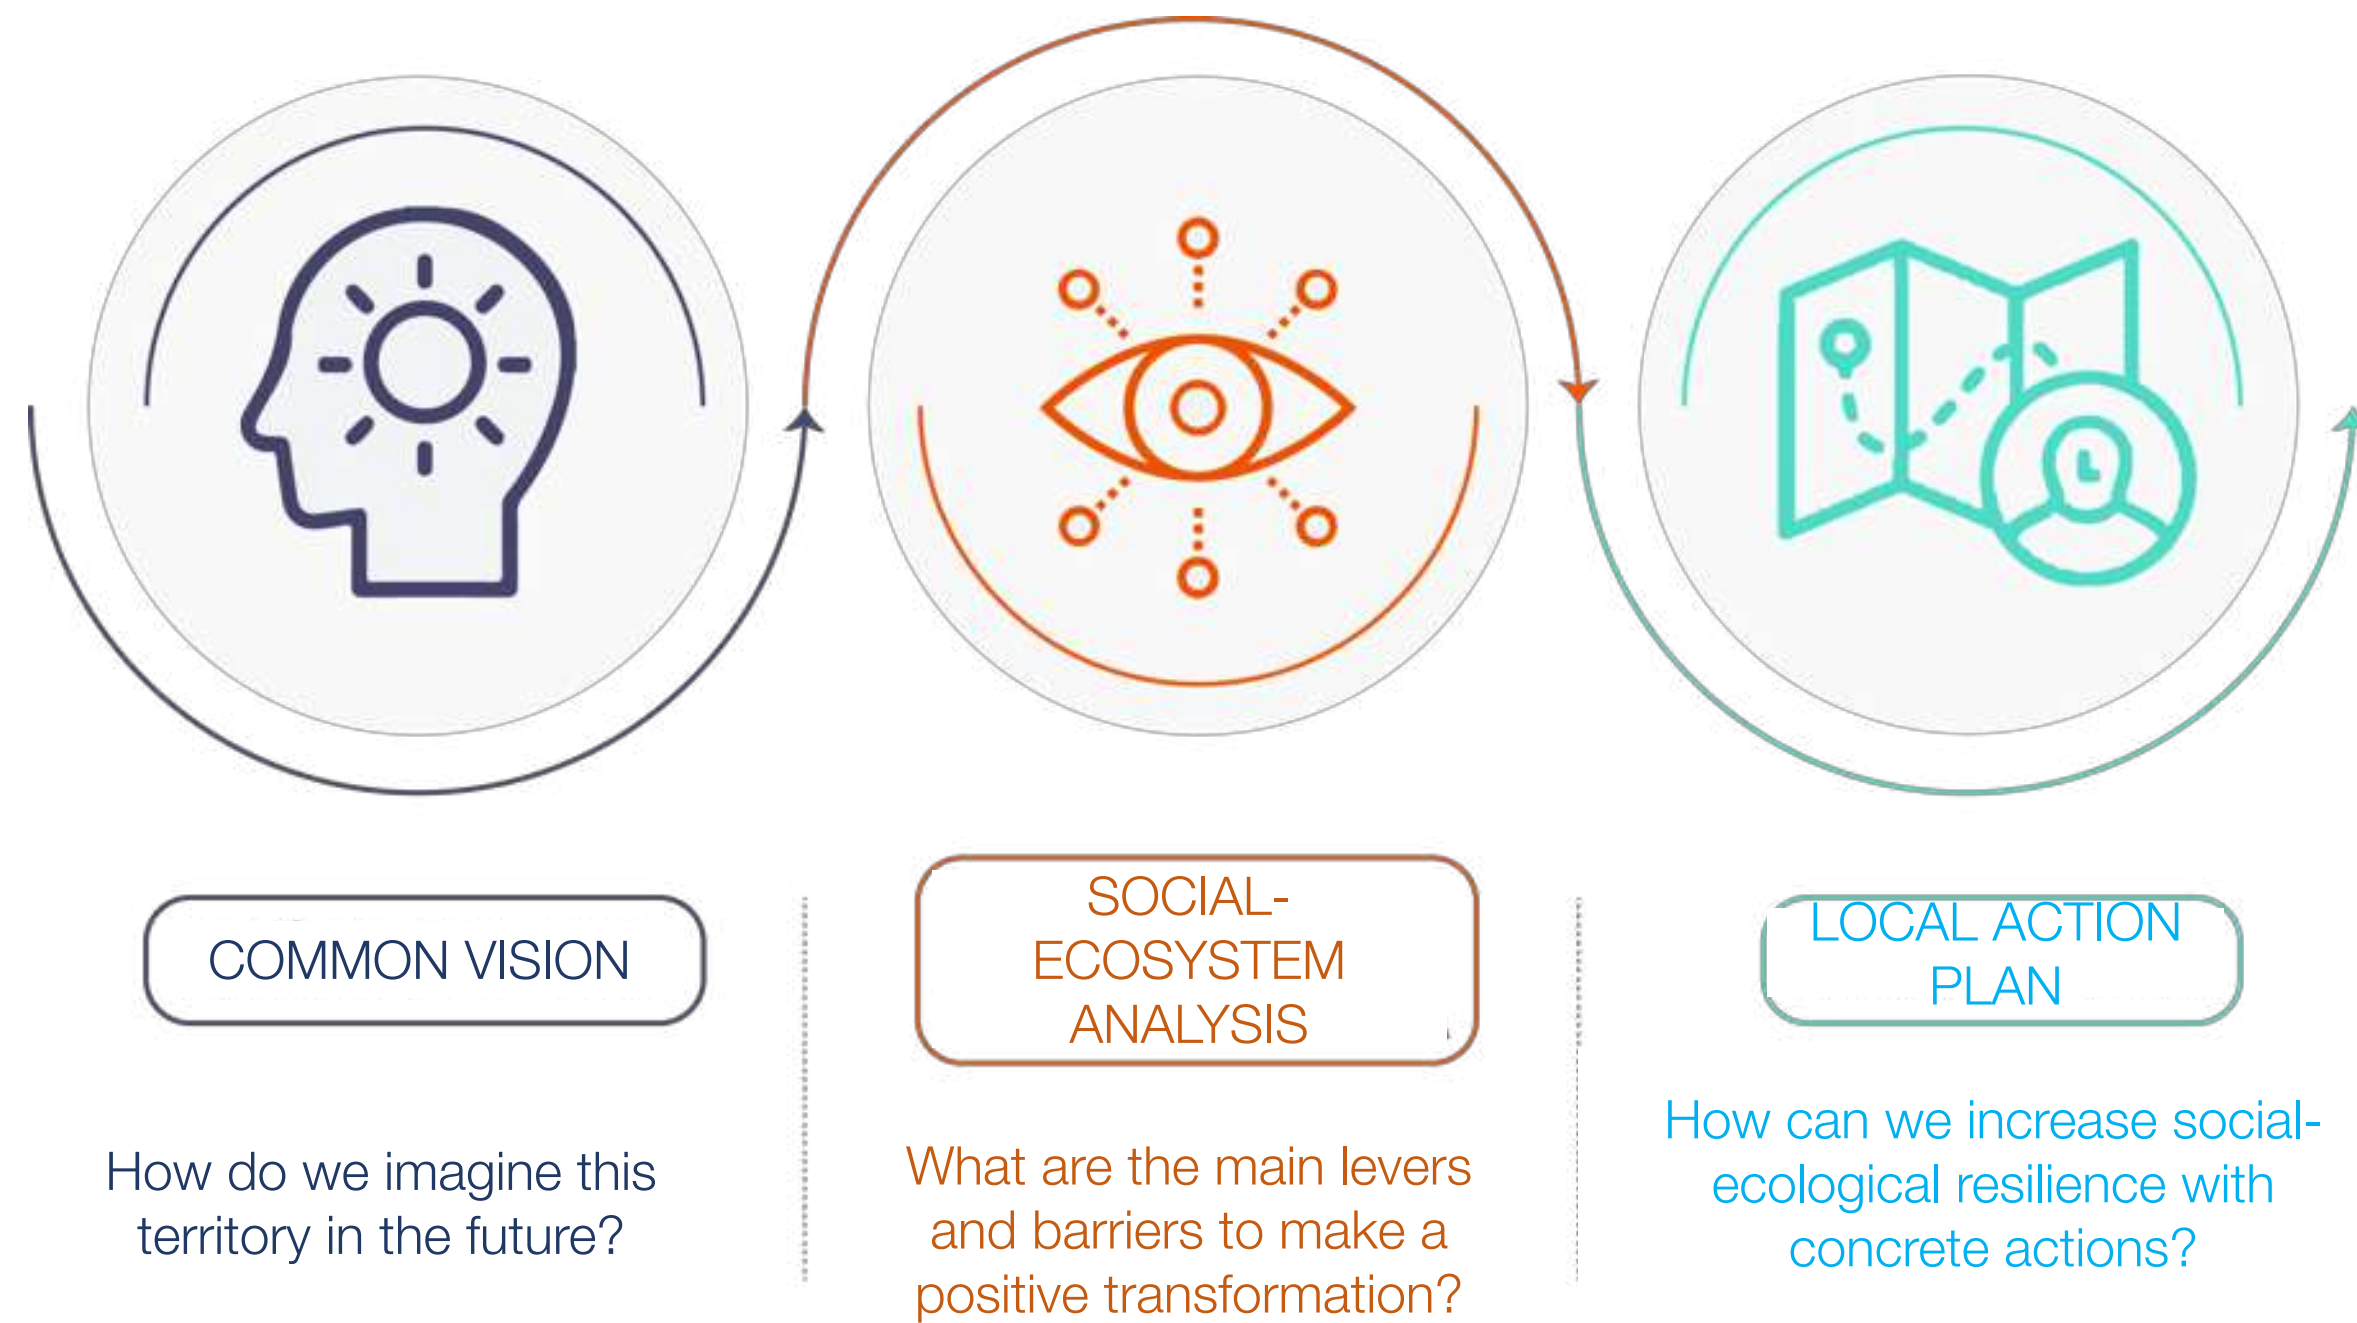 COMMON VISION
How do we imagine this
territory in the future?
SOCIAL-
ECOSYSTEM
ANALYSIS
What are the main levers
and barriers to make a
positive transformation?
LOCAL ACTION
PLAN
How can we increase social-
ecological resilience with
concrete actions?